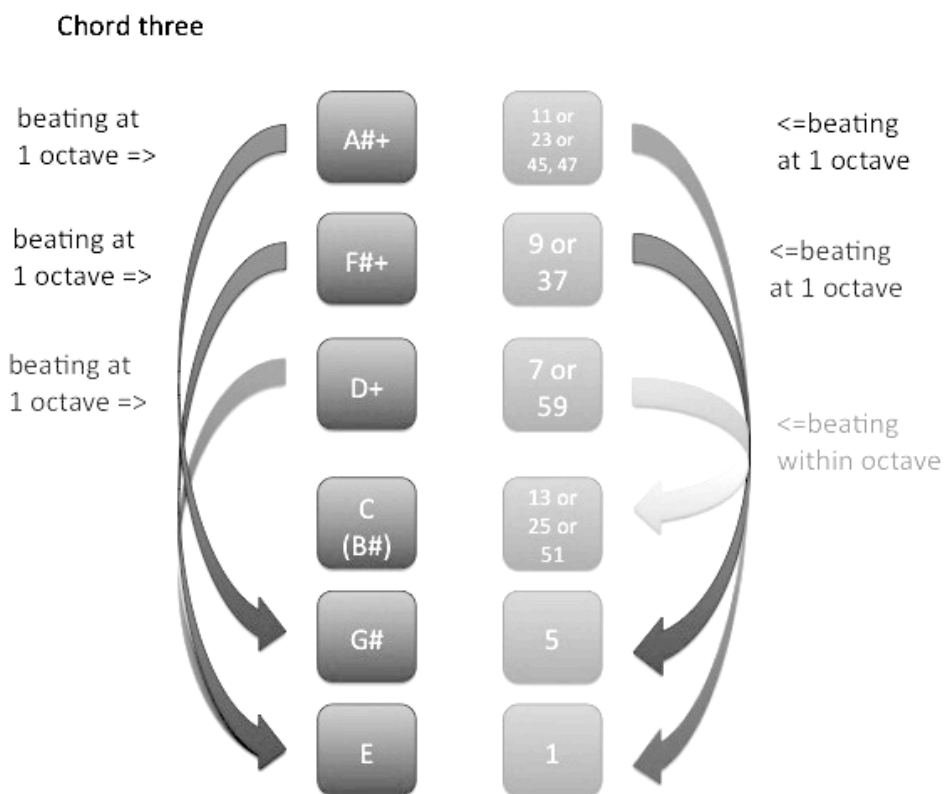 Chord three
beating at
1 octave =>
A#+
11 or
23 or
45, 47
<=beating
at 1 octave
beating at
1 octave =>
F#+
9 or
37
<=beating
at 1 octave
beating at
1 octave =>
D+
7 or
59
<=beating
within octave
C
(B#)
13 or
25 or
51
G#
5
E
1